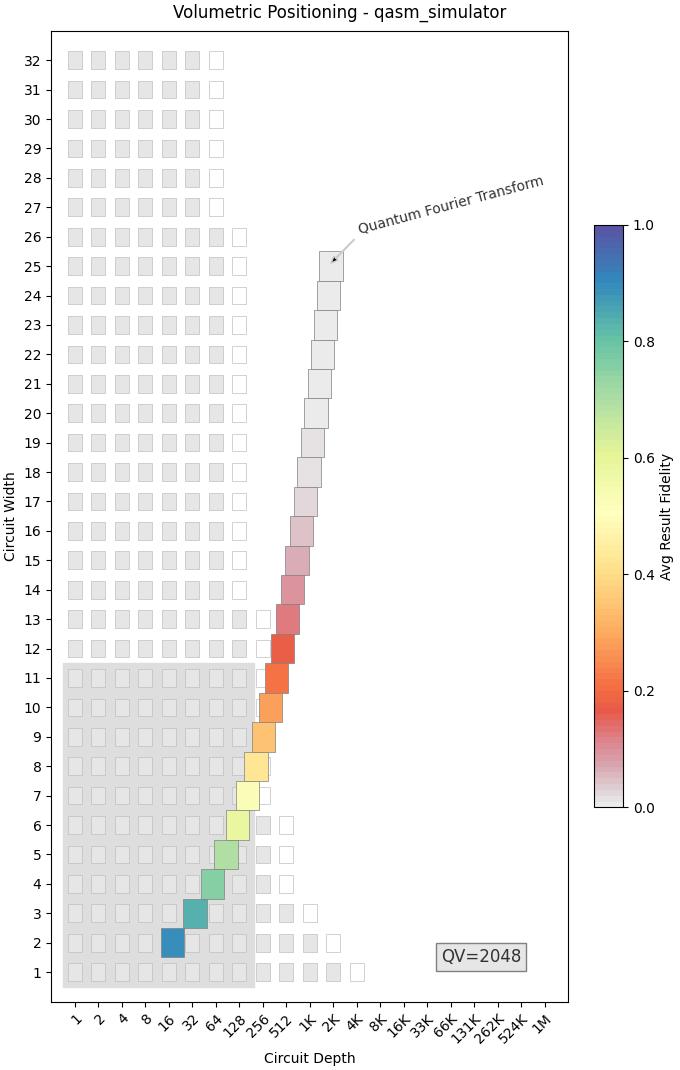 Volumetric Positioning - qasm_simulator
32
31
30
29
28
27
26
25
24
23
22
21
20
19
18
17
16
15
14
13
12
11
10
9
8
7
6
5
4
3
2
1
Circuit Width
Quantum Fourier Transform
QV=2048
1
2
4
8
16
32
64
128
256
512
1K
2K
4K
8K
16K
33K
66K
131K
262K
524K
1M
Circuit Depth
1.0
0.8
0.6
0.4
0.2
0.0
Avg Result Fidelity